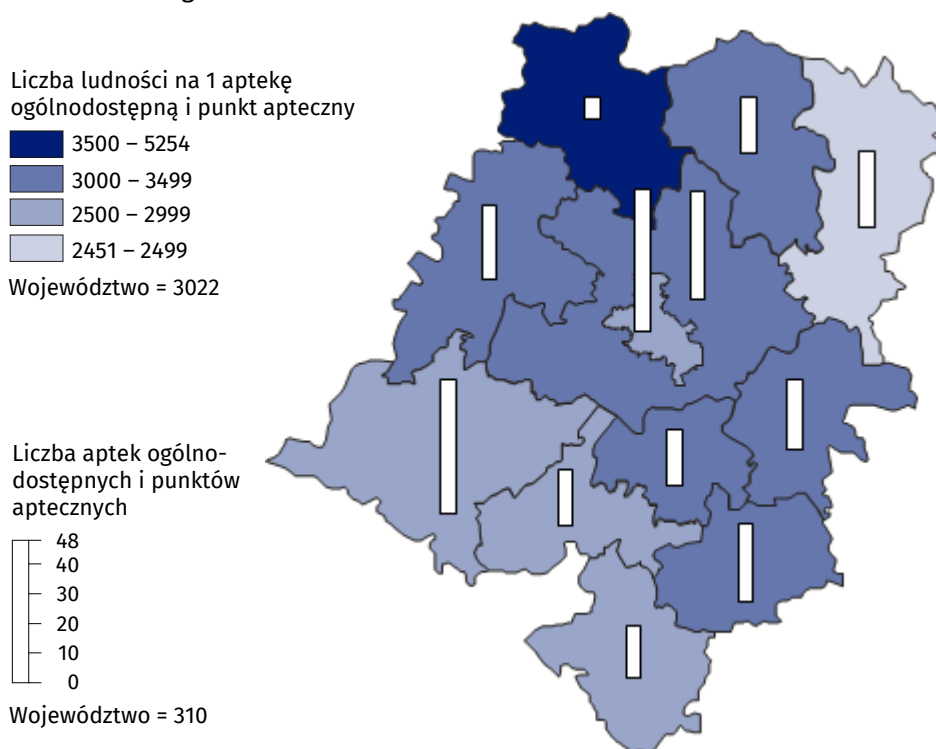 Liczba ludności na 1 aptekę
ogólnodostępną i punkt apteczny
3500 – 5254
3000 – 3499
2500 – 2999
2451 – 2499
Województwo = 3022
Liczba aptek ogólno-
dostępnych i punktów
aptecznych
48
40
30
20
10
0
Województwo = 310